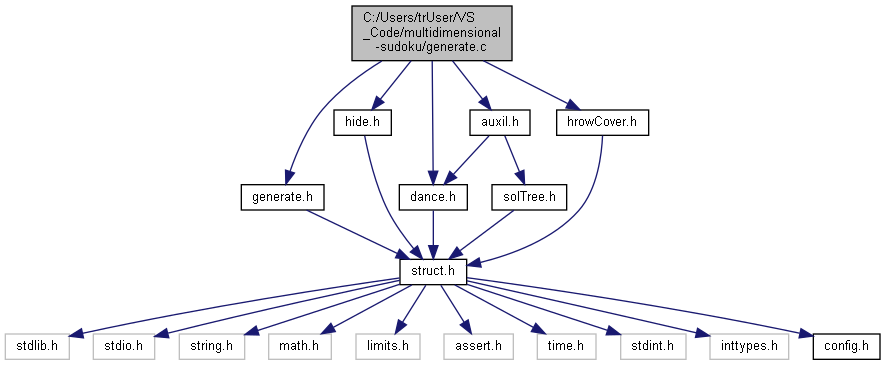 C:/Users/trUser/VS
_Code/multidimensional
-sudoku/generate.c
hide.h
auxil.h
hrowCover.h
generate.h
dance.h
solTree.h
struct.h
stdlib.h
stdio.h
string.h
math.h
limits.h
assert.h
time.h
stdint.h
inttypes.h
config.h